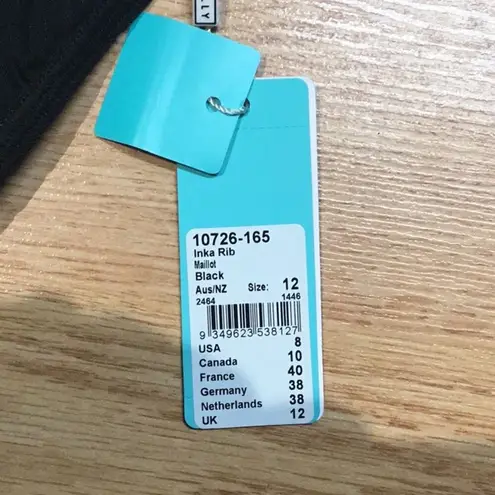 LLY
10726-165
Inka Rib
Maillot
Black
Aus/NZ Size: 12
2464 1446
9 349623 538127
USA 8
Canada 10
France 40
Germany 38
Netherlands 38
UK 12